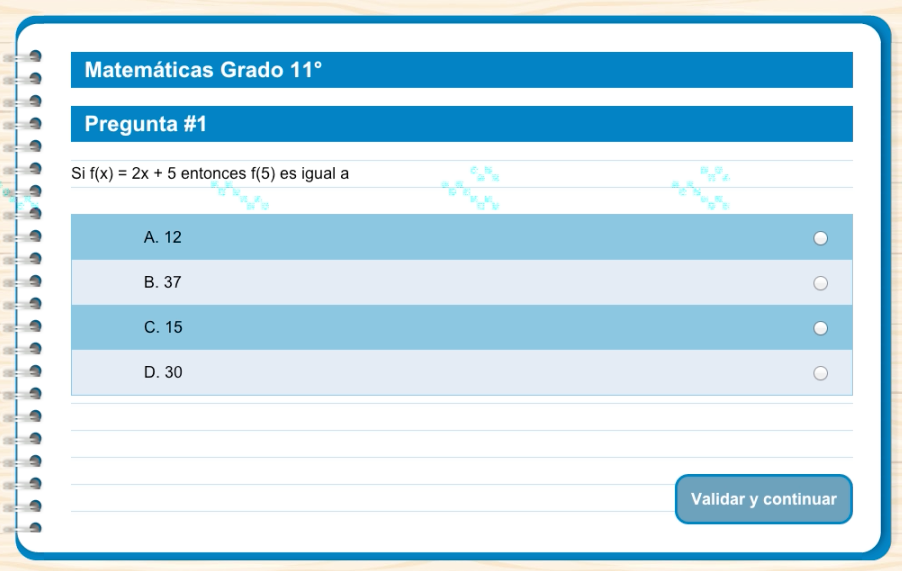 Matemáticas Grado 11°
Pregunta #1
Si f(x) = 2x + 5 entonces f(5) es igual a
A. 12
B. 37
C. 15
D. 30
Validar y continuar